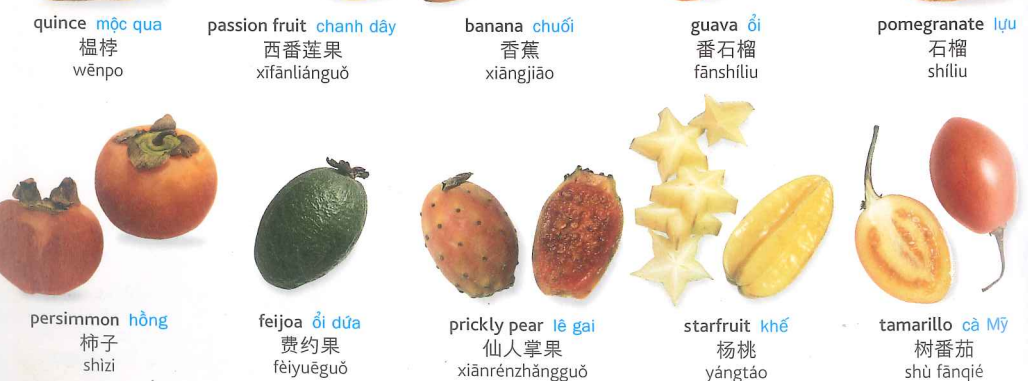 quince mộc qua
榅桲
wēnpo
passion fruit chanh dây
西番莲果
xīfānliánguǒ
banana chuối
香蕉
xiāngjiāo
guava ổi
番石榴
fānshíliu
pomegranate lựu
石榴
shíliu
persimmon hồng
柿子
shìzi
feijoa ổi dứa
费约果
fèiyuēguǒ
prickly pear lê gai
仙人掌果
xiānrénzhǎngguǒ
starfruit khế
杨桃
yángtáo
tamarillo cà Mỹ
树番茄
shù fānqié